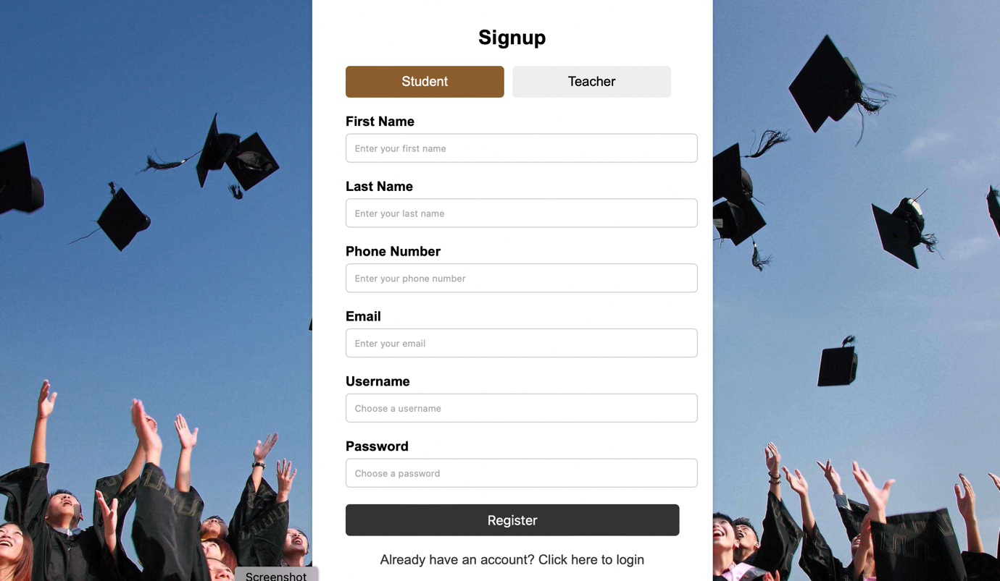 Signup
Student Teacher
First Name
Enter your first name
Last Name
Enter your last name
Phone Number
Enter your phone number
Email
Enter your email
Username
Choose a username
Password
Choose a password
Register
Already have an account? Click here to login
Screenshot